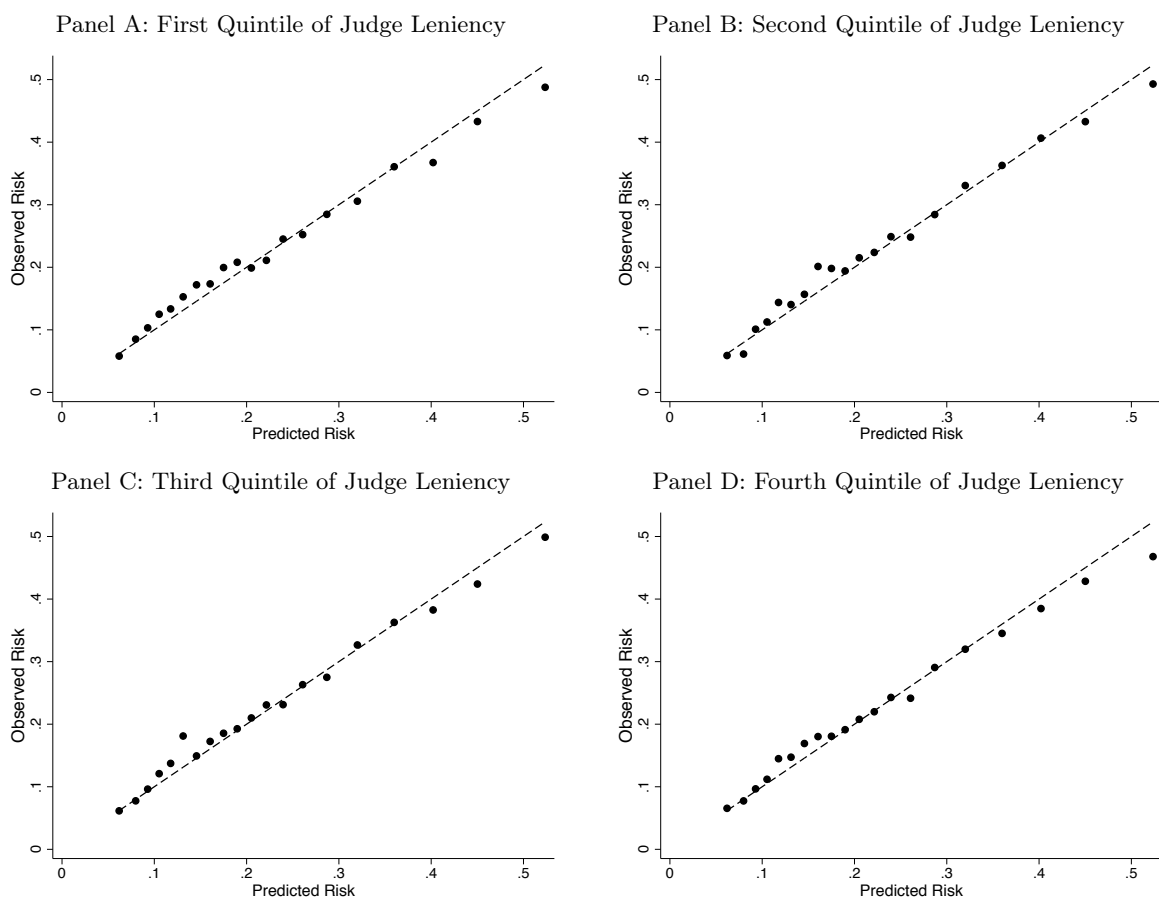 Panel A: First Quintile of Judge Leniency
Observed Risk
.5
.4
.3
.2
.1
0
0 .1 .2 .3 .4 .5
Predicted Risk
Panel B: Second Quintile of Judge Leniency
Observed Risk
.5
.4
.3
.2
.1
0
0 .1 .2 .3 .4 .5
Predicted Risk
Panel C: Third Quintile of Judge Leniency
Observed Risk
.5
.4
.3
.2
.1
0
0 .1 .2 .3 .4 .5
Predicted Risk
Panel D: Fourth Quintile of Judge Leniency
Observed Risk
.5
.4
.3
.2
.1
0
0 .1 .2 .3 .4 .5
Predicted Risk